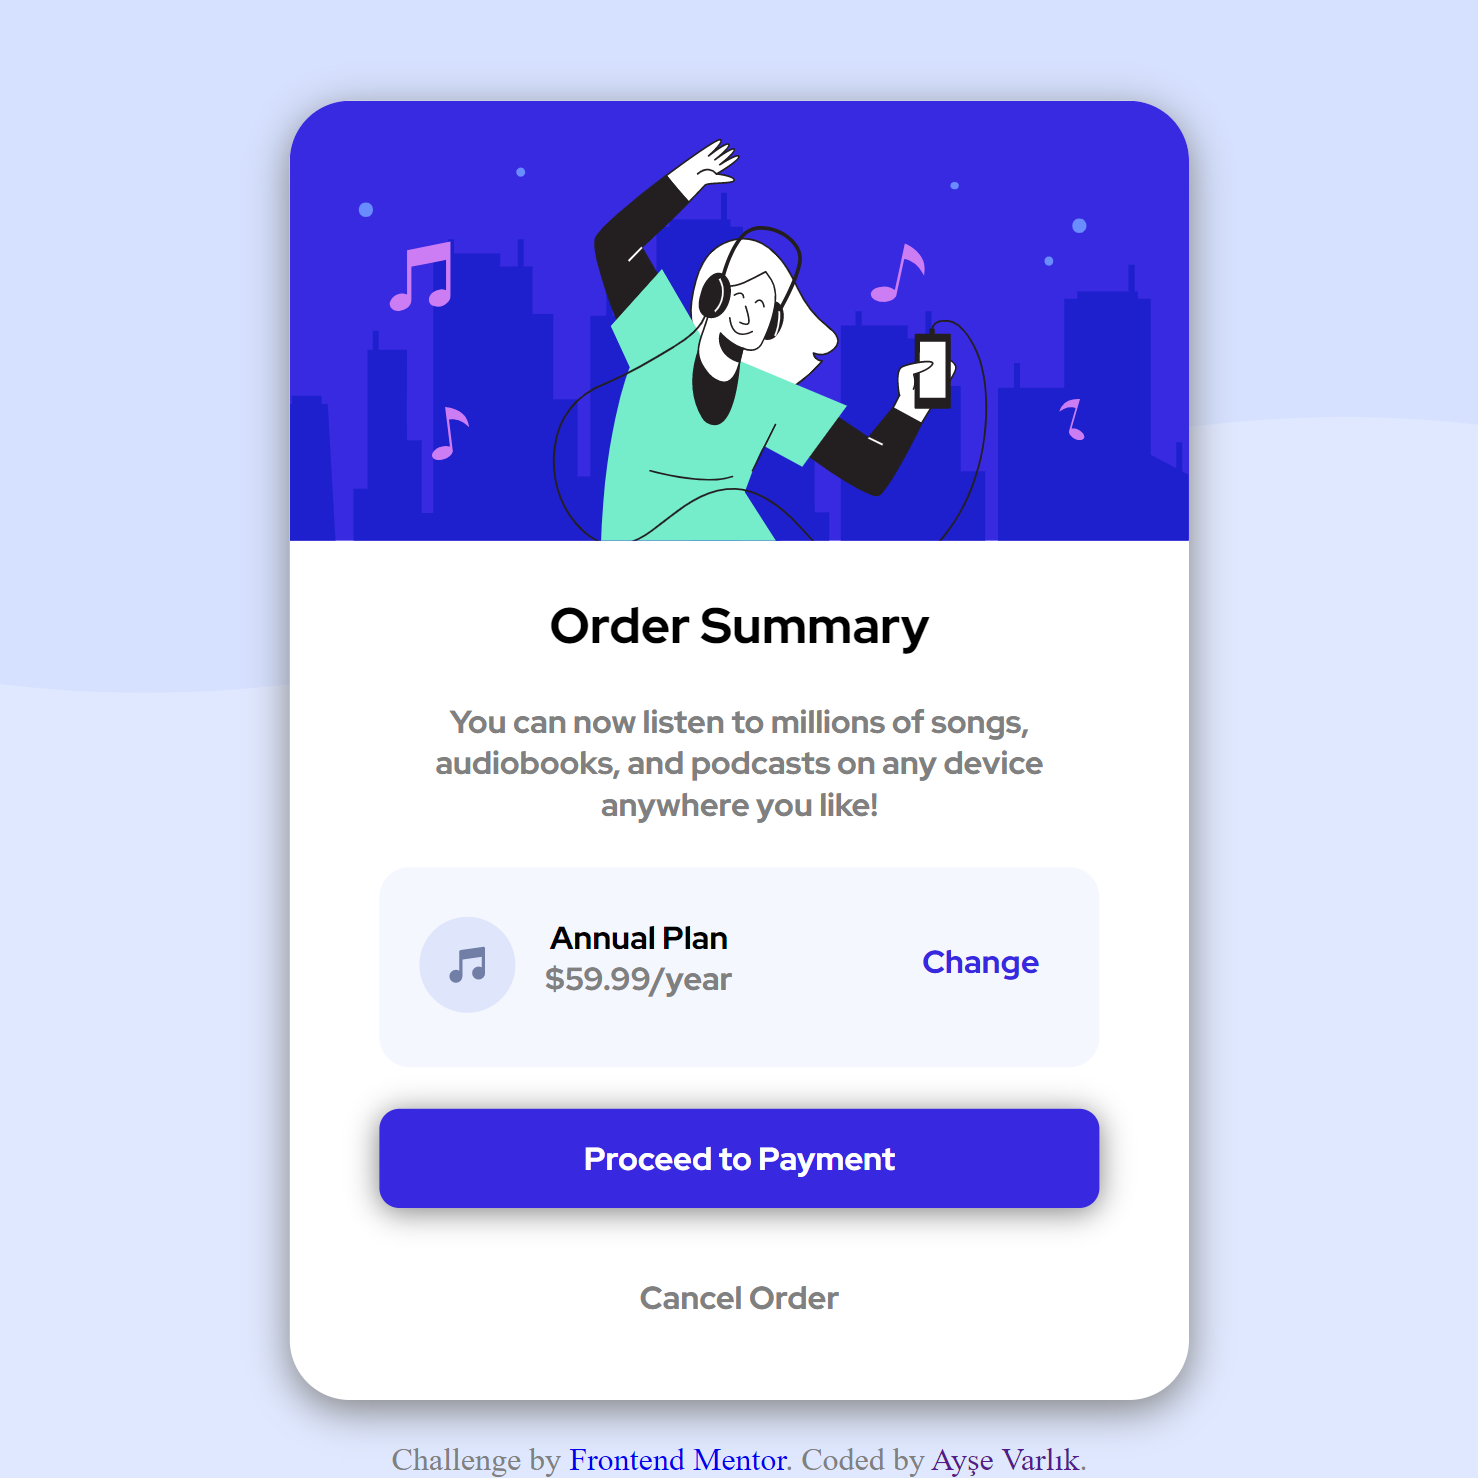 Order Summary
You can now listen to millions of songs,
audiobooks, and podcasts on any device
anywhere you like!
Annual Plan
$59.99/year
Change
Proceed to Payment
Cancel Order
Challenge by Frontend Mentor. Coded by Ayşe Varlık.